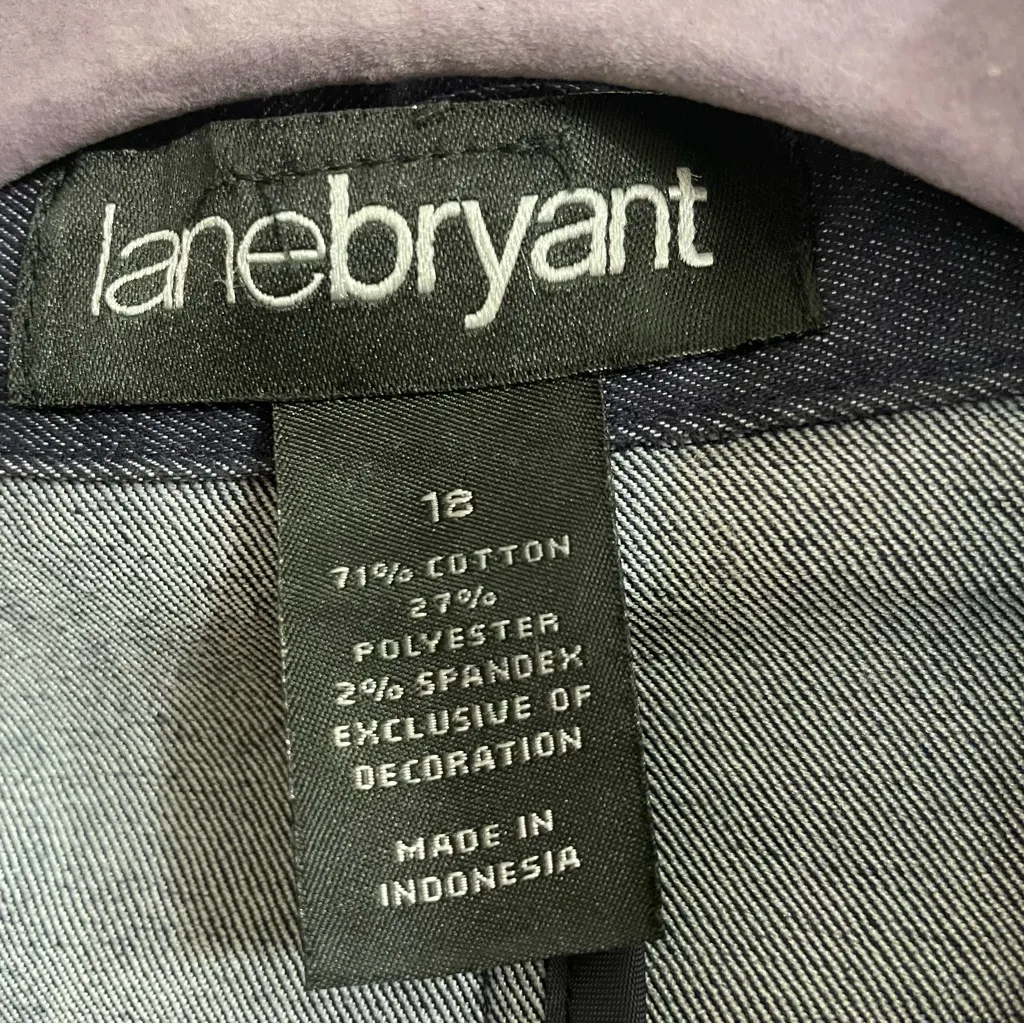 lanebryant
18
71% COTTON
27%
POLYESTER
2% SPANDEX
EXCLUSIVE OF
DECORATION
MADE IN
INDONESIA